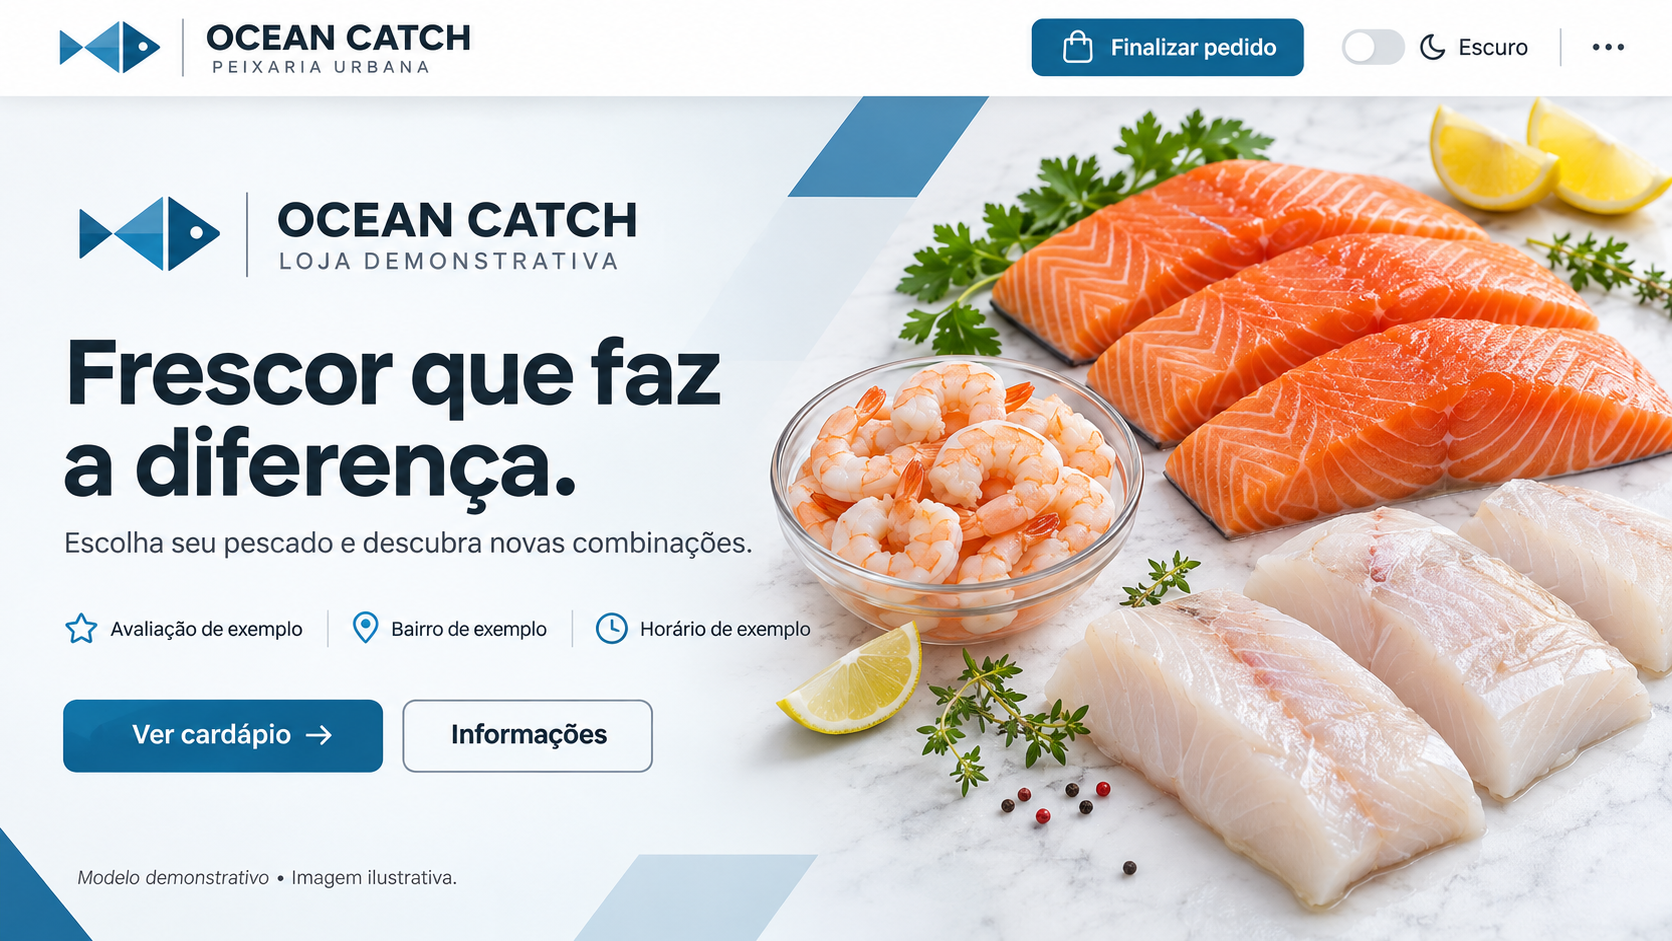 OCEAN CATCH
PEIXARIA URBANA
Finalizar pedido
Escuro
OCEAN CATCH
LOJA DEMONSTRATIVA
Frescor que faz
a diferença.
Escolha seu pescado e descubra novas combinações.
Avaliação de exemplo
Bairro de exemplo
Horário de exemplo
Ver cardápio →
Informações
Modelo demonstrativo • Imagem ilustrativa.